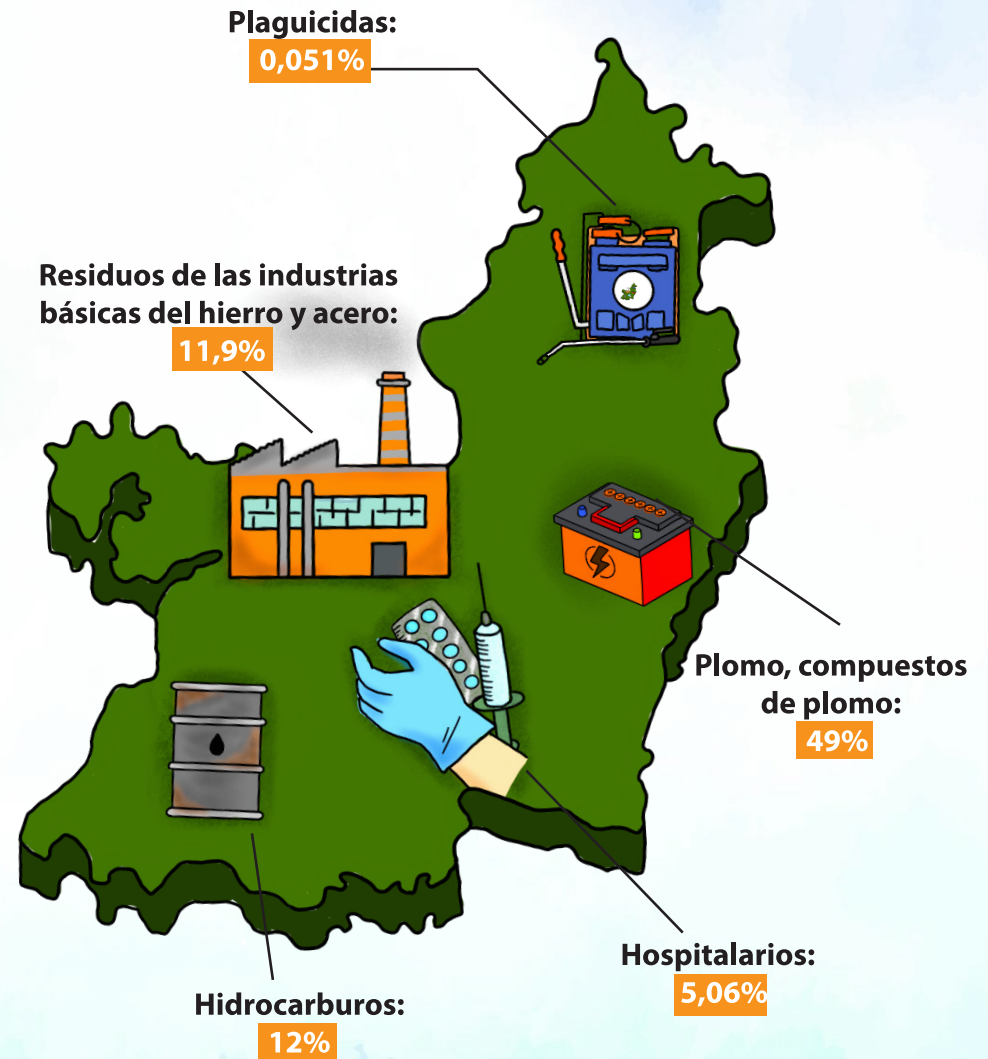 Plaguicidas:
0,051%
Residuos de las industrias
básicas del hierro y acero:
11,9%
Plomo, compuestos
de plomo:
49%
Hospitalarios:
5,06%
Hidrocarburos:
12%